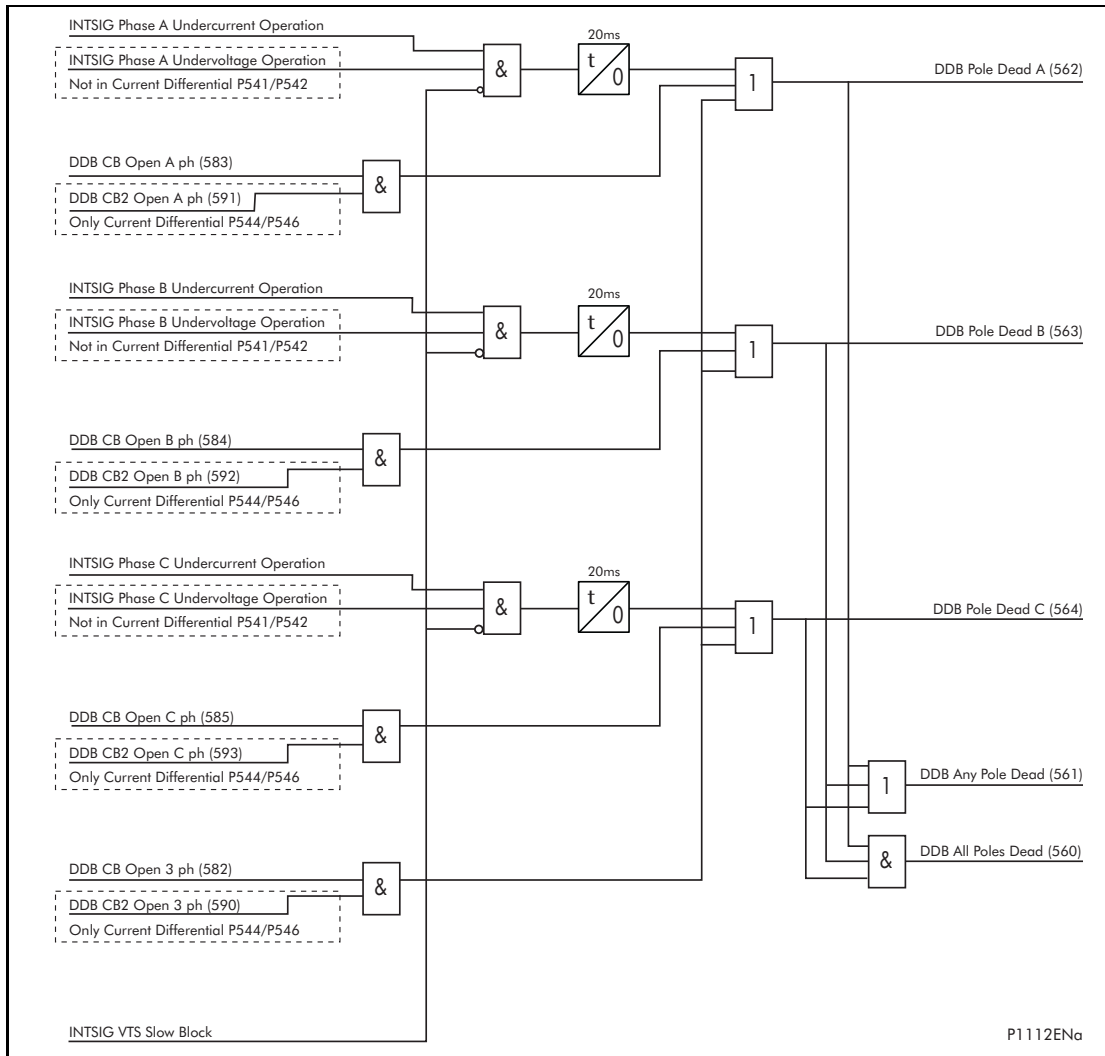 INTSIG Phase A Undercurrent Operation
INTSIG Phase A Undervoltage Operation
Not in Current Differential P541/P542
&
20ms
t
0
1
DDB Pole Dead A (562)
DDB CB Open A ph (583)
DDB CB2 Open A ph (591)
Only Current Differential P544/P546
&
INTSIG Phase B Undercurrent Operation
INTSIG Phase B Undervoltage Operation
Not in Current Differential P541/P542
&
20ms
t
0
1
DDB Pole Dead B (563)
DDB CB Open B ph (584)
DDB CB2 Open B ph (592)
Only Current Differential P544/P546
&
INTSIG Phase C Undercurrent Operation
INTSIG Phase C Undervoltage Operation
Not in Current Differential P541/P542
&
20ms
t
0
1
DDB Pole Dead C (564)
DDB CB Open C ph (585)
DDB CB2 Open C ph (593)
Only Current Differential P544/P546
&
1
DDB Any Pole Dead (561)
&
DDB All Poles Dead (560)
DDB CB Open 3 ph (582)
DDB CB2 Open 3 ph (590)
Only Current Differential P544/P546
&
INTSIG VTS Slow Block
P1112ENa